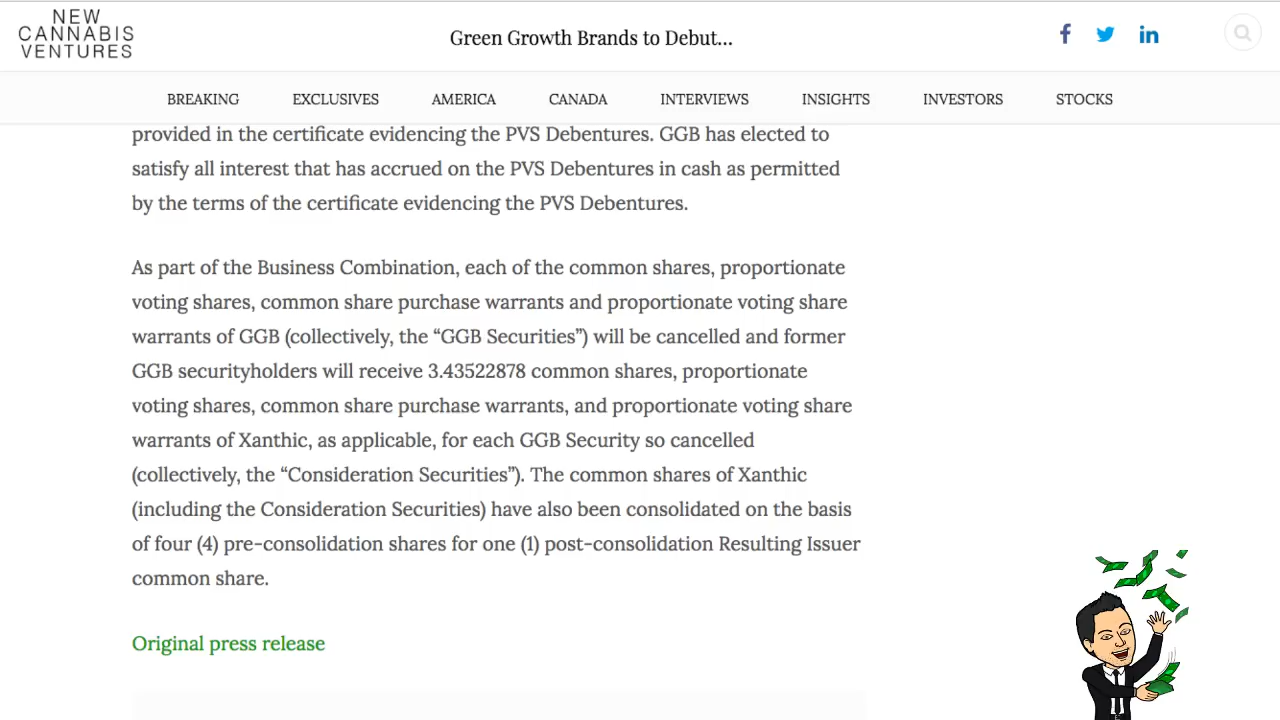 NEW
CANNABIS
VENTURES
Green Growth Brands to Debut...
BREAKING EXCLUSIVES AMERICA CANADA INTERVIEWS INSIGHTS INVESTORS STOCKS
provided in the certificate evidencing the PVS Debentures. GGB has elected to
satisfy all interest that has accrued on the PVS Debentures in cash as permitted
by the terms of the certificate evidencing the PVS Debentures.
As part of the Business Combination, each of the common shares, proportionate
voting shares, common share purchase warrants and proportionate voting share
warrants of GGB (collectively, the “GGB Securities”) will be cancelled and former
GGB securityholders will receive 3.43522878 common shares, proportionate
voting shares, common share purchase warrants, and proportionate voting share
warrants of Xanthic, as applicable, for each GGB Security so cancelled
(collectively, the “Consideration Securities”). The common shares of Xanthic
(including the Consideration Securities) have also been consolidated on the basis
of four (4) pre-consolidation shares for one (1) post-consolidation Resulting Issuer
common share.
Original press release